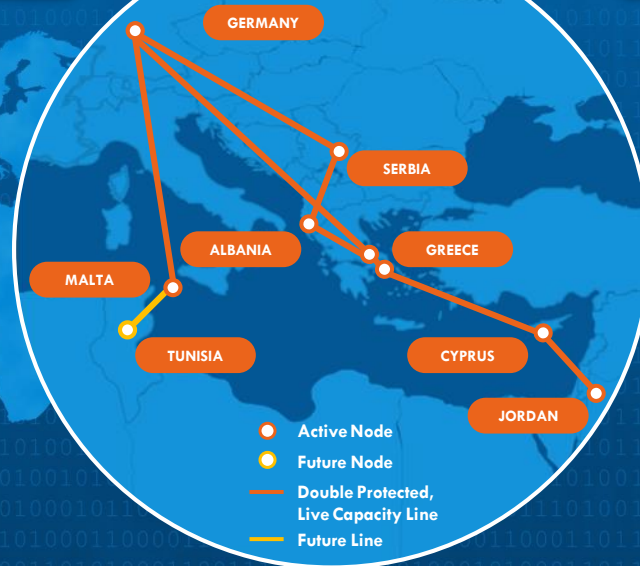 GERMANY
SERBIA
ALBANIA
GREECE
MALTA
TUNISIA
CYPRUS
JORDAN
Active Node
Future Node
Double Protected,
Live Capacity Line
Future Line